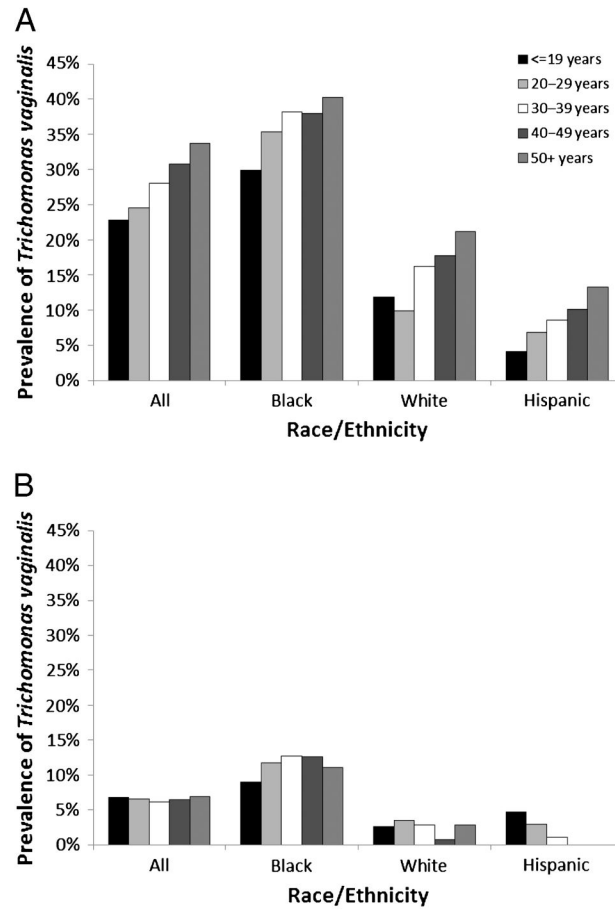 A
Prevalence of Trichomonas vaginalis
45%
40%
35%
30%
25%
20%
15%
10%
5%
0%
<=19 years
20–29 years
30–39 years
40–49 years
50+ years
All
Black
White
Hispanic
Race/Ethnicity
B
Prevalence of Trichomonas vaginalis
45%
40%
35%
30%
25%
20%
15%
10%
5%
0%
All
Black
White
Hispanic
Race/Ethnicity